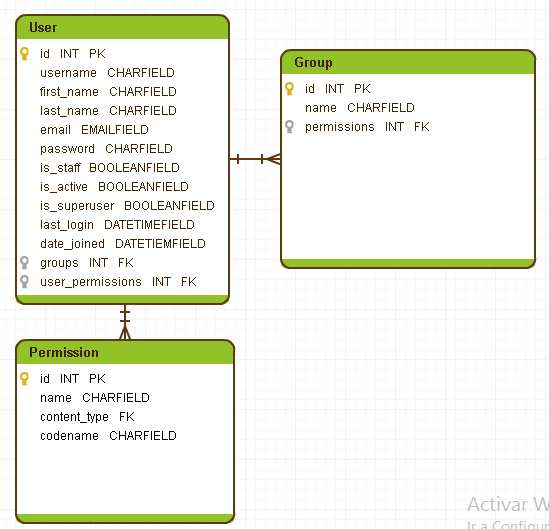 User
id INT PK
username CHARFIELD
first_name CHARFIELD
last_name CHARFIELD
email EMAILFIELD
password CHARFIELD
is_staff BOOLEANFIELD
is_active BOOLEANFIELD
is_superuser BOOLEANFIELD
last_login DATETIMEFIELD
date_joined DATETIEMFIELD
groups INT FK
user_permissions INT FK
Group
id INT PK
name CHARFIELD
permissions INT FK
Permission
id INT PK
name CHARFIELD
content_type FK
codename CHARFIELD
Activar W
Ir a Configur